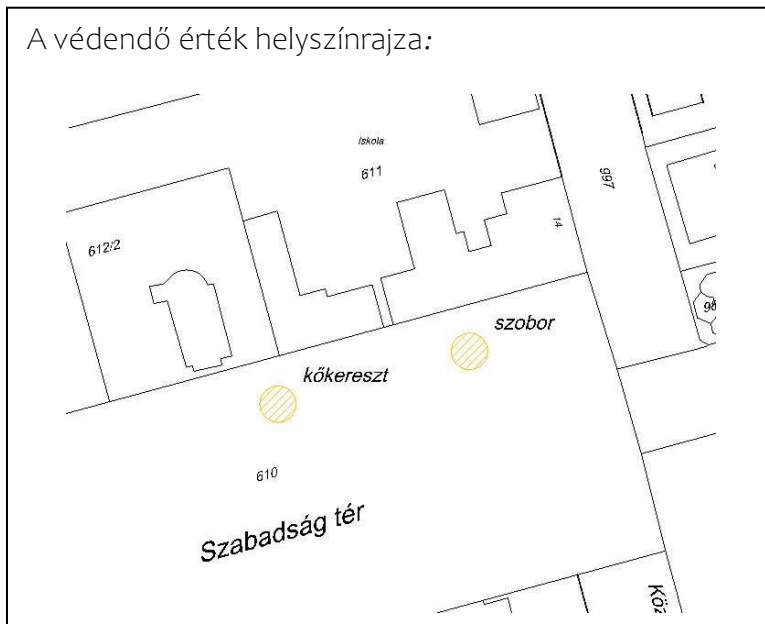 A védendő érték helyszínrajza:
Iskola
611
997
612/2
14
szobor
kőkereszt
610
Szabadság tér